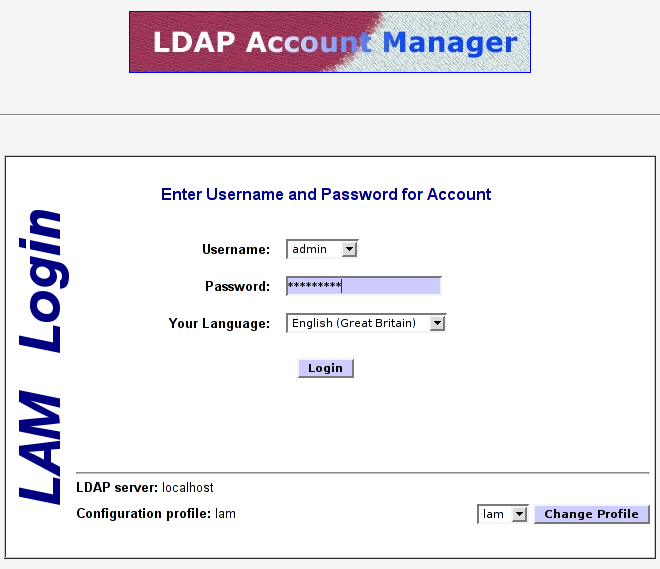 LDAP Account Manager
Enter Username and Password for Account
LAM Login
Username: admin
Password: *********
Your Language: English (Great Britain)
Login
LDAP server: localhost
Configuration profile: lam
lam Change Profile